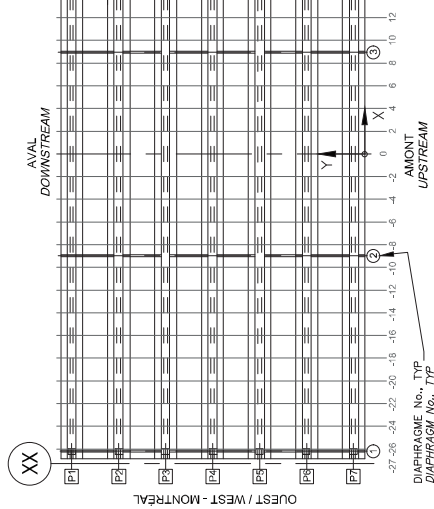 AVAL
DOWNSTREAM
XX
OUEST / WEST - MONTRÉAL
P1
P2
P3
P4
P5
P6
P7
Y
X
1
2
3
-27 -26 -24 -22 -20 -18 -16 -14 -12 -10 -8 -6 -4 -2 0 2 4 6 8 10 12
AMONT
UPSTREAM
DIAPHRAGME No., TYP
DIAPHRAGM No., TYP